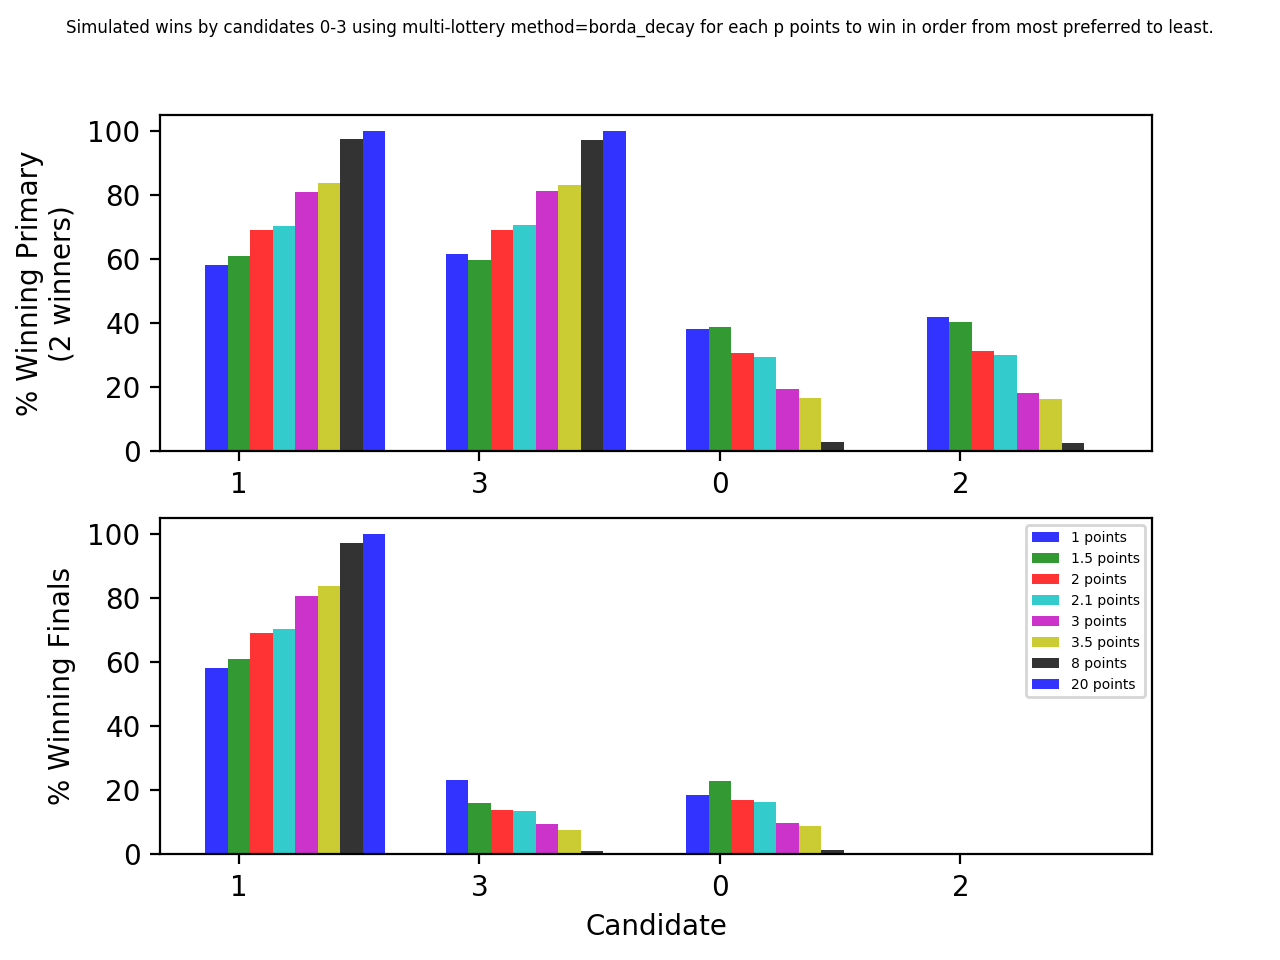 Simulated wins by candidates 0-3 using multi-lottery method=borda_decay for each p points to win in order from most preferred to least.
% Winning Primary
(2 winners)
100
80
60
40
20
0
1
3
0
2
% Winning Finals
100
80
60
40
20
0
1 points
1.5 points
2 points
2.1 points
3 points
3.5 points
8 points
20 points
1
3
0
2
Candidate